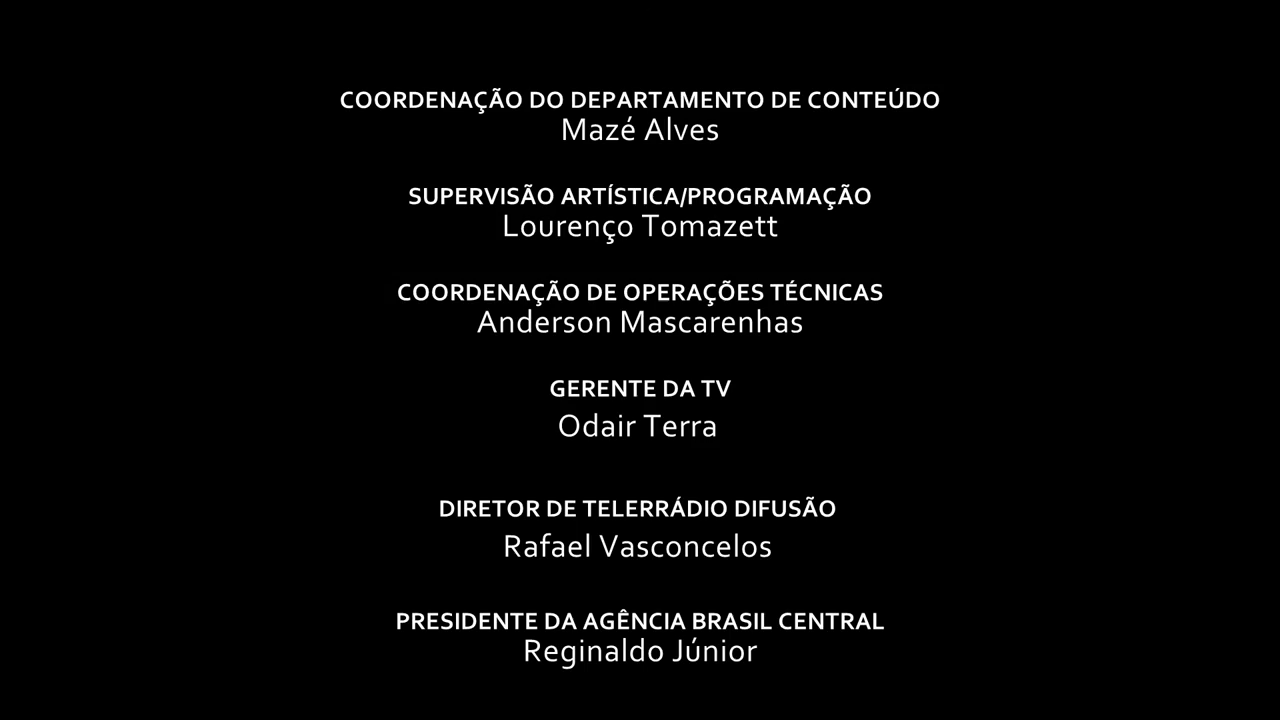 COORDENAÇÃO DO DEPARTAMENTO DE CONTEÚDO
Mazé Alves
SUPERVISÃO ARTÍSTICA/PROGRAMAÇÃO
Lourenço Tomazett
COORDENAÇÃO DE OPERAÇÕES TÉCNICAS
Anderson Mascarenhas
GERENTE DA TV
Odair Terra
DIRETOR DE TELERRÁDIO DIFUSÃO
Rafael Vasconcelos
PRESIDENTE DA AGÊNCIA BRASIL CENTRAL
Reginaldo Júnior